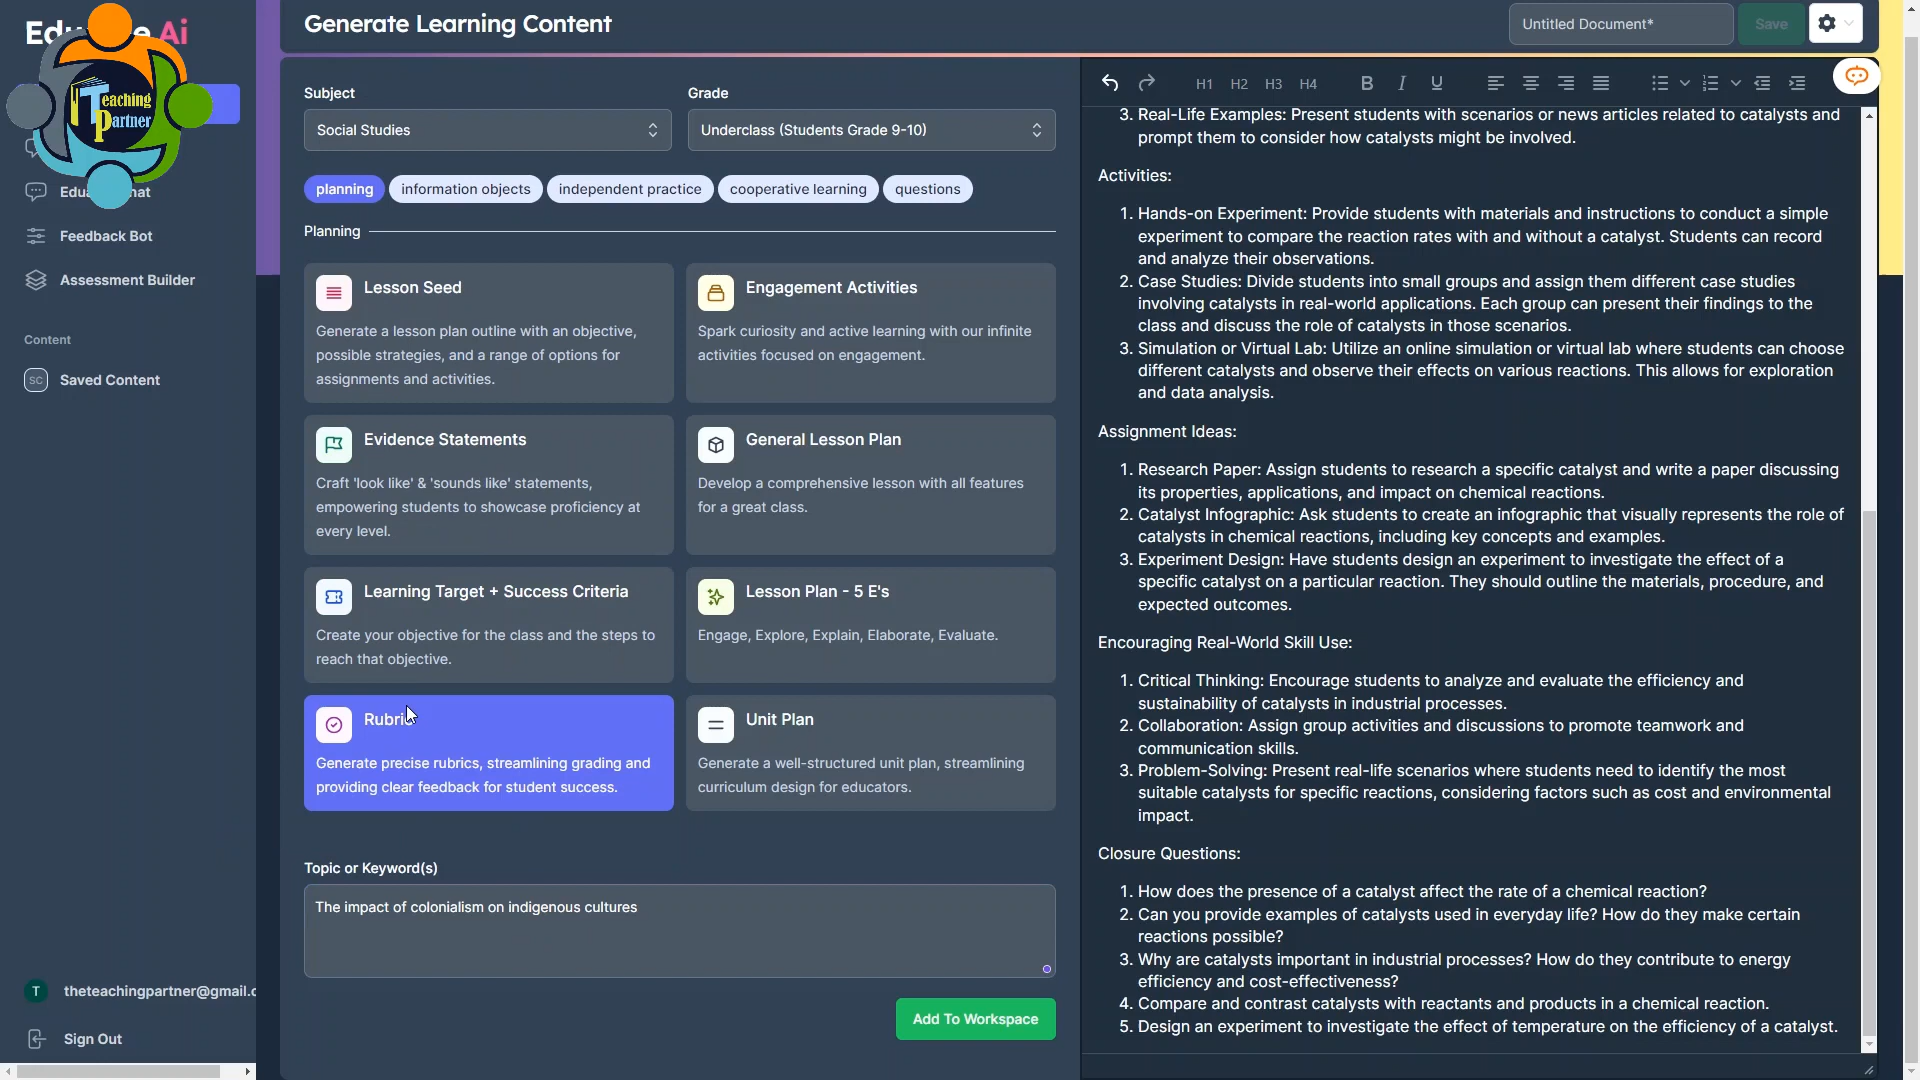 Generate Learning Content
Untitled Document*
Save
Ai
Teaching
Partner
Feedback Bot
Assessment Builder
Content
SC Saved Content
T theteachingpartner@gmail.c
Sign Out
Subject
Grade
Social Studies
Underclass (Students Grade 9-10)
planning
information objects
independent practice
cooperative learning
questions
Planning
Lesson Seed
Generate a lesson plan outline with an objective,
possible strategies, and a range of options for
assignments and activities.
Engagement Activities
Spark curiosity and active learning with our infinite
activities focused on engagement.
Evidence Statements
Craft 'look like' & 'sounds like' statements,
empowering students to showcase proficiency at
every level.
General Lesson Plan
Develop a comprehensive lesson with all features
for a great class.
Learning Target + Success Criteria
Create your objective for the class and the steps to
reach that objective.
Lesson Plan - 5 E's
Engage, Explore, Explain, Elaborate, Evaluate.
Rubric
Generate precise rubrics, streamlining grading and
providing clear feedback for student success.
Unit Plan
Generate a well-structured unit plan, streamlining
curriculum design for educators.
Topic or Keyword(s)
The impact of colonialism on indigenous cultures
Add To Workspace
H1 H2 H3 H4 B I U
3. Real-Life Examples: Present students with scenarios or news articles related to catalysts and
prompt them to consider how catalysts might be involved.
Activities:
1. Hands-on Experiment: Provide students with materials and instructions to conduct a simple
experiment to compare the reaction rates with and without a catalyst. Students can record
and analyze their observations.
2. Case Studies: Divide students into small groups and assign them different case studies
involving catalysts in real-world applications. Each group can present their findings to the
class and discuss the role of catalysts in those scenarios.
3. Simulation or Virtual Lab: Utilize an online simulation or virtual lab where students can choose
different catalysts and observe their effects on various reactions. This allows for exploration
and data analysis.
Assignment Ideas:
1. Research Paper: Assign students to research a specific catalyst and write a paper discussing
its properties, applications, and impact on chemical reactions.
2. Catalyst Infographic: Ask students to create an infographic that visually represents the role of
catalysts in chemical reactions, including key concepts and examples.
3. Experiment Design: Have students design an experiment to investigate the effect of a
specific catalyst on a particular reaction. They should outline the materials, procedure, and
expected outcomes.
Encouraging Real-World Skill Use:
1. Critical Thinking: Encourage students to analyze and evaluate the efficiency and
sustainability of catalysts in industrial processes.
2. Collaboration: Assign group activities and discussions to promote teamwork and
communication skills.
3. Problem-Solving: Present real-life scenarios where students need to identify the most
suitable catalysts for specific reactions, considering factors such as cost and environmental
impact.
Closure Questions:
1. How does the presence of a catalyst affect the rate of a chemical reaction?
2. Can you provide examples of catalysts used in everyday life? How do they make certain
reactions possible?
3. Why are catalysts important in industrial processes? How do they contribute to energy
efficiency and cost-effectiveness?
4. Compare and contrast catalysts with reactants and products in a chemical reaction.
5. Design an experiment to investigate the effect of temperature on the efficiency of a catalyst.